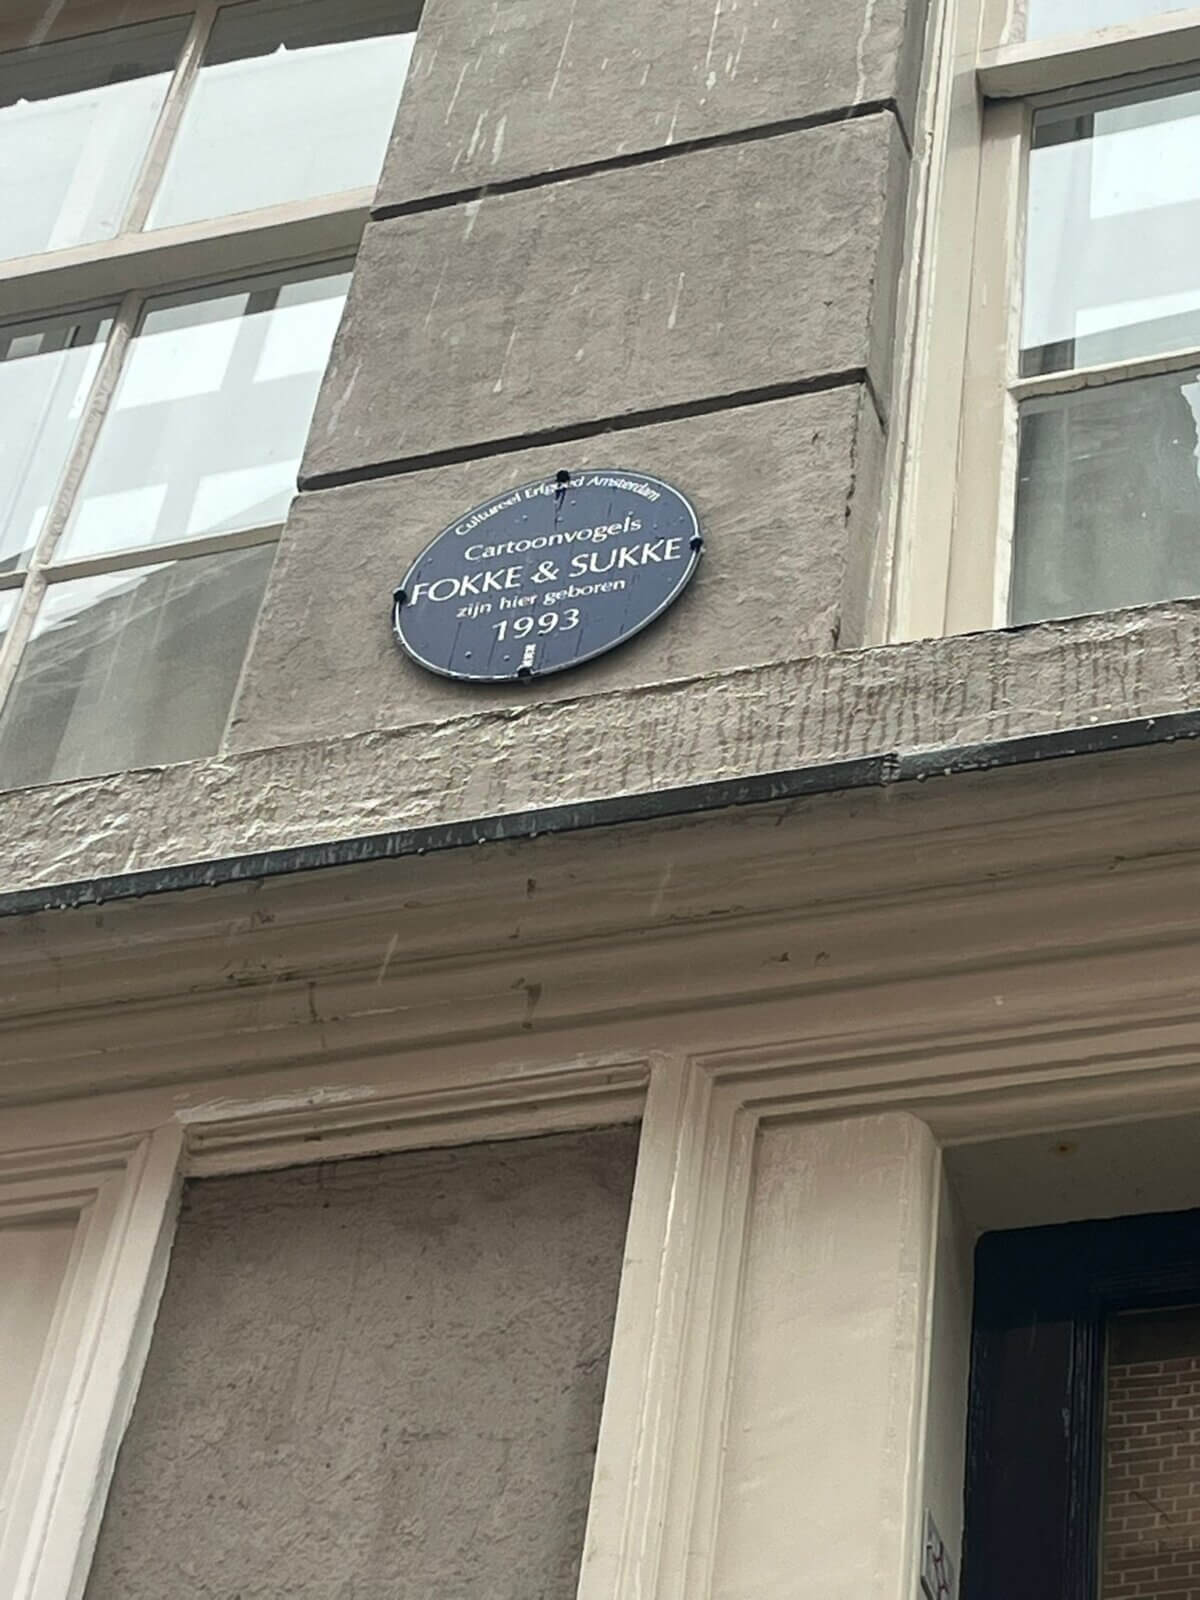 Cultureel Erfgoed Amsterdam
Cartoonvogels
FOKKE & SUKKE
zijn hier geboren
1993